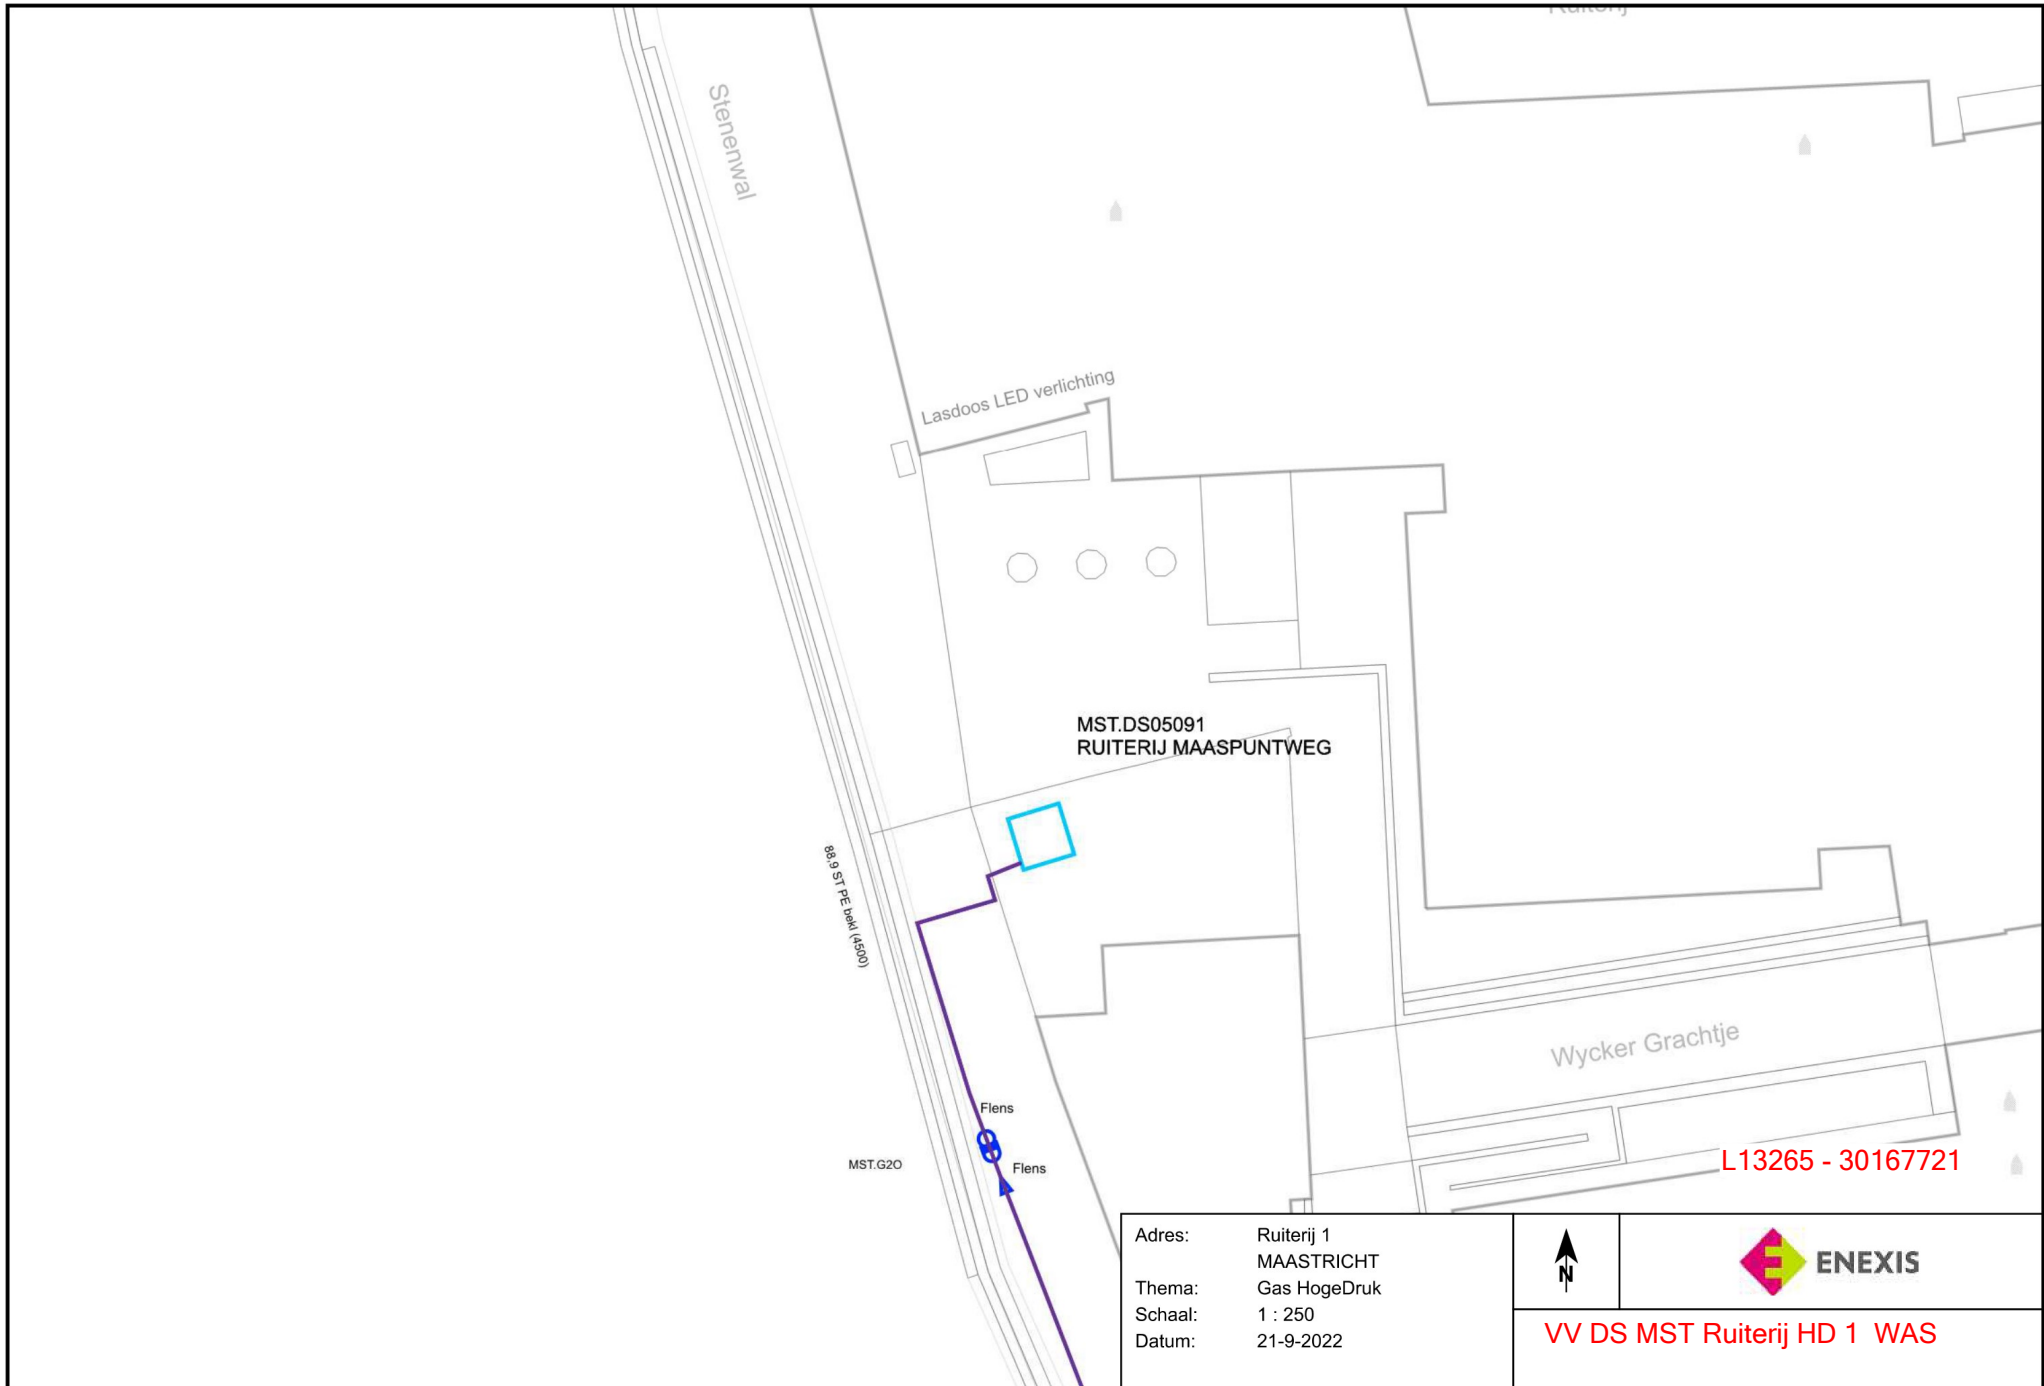 Ruiterij
Stenenwal
Lasdoos LED verlichting
MST.DS05091
RUITERIJ MAASPUNTWEG
88,9 ST PE bekl (4500)
Wycker Grachtje
Flens
Flens
MST.G2O
L13265 - 30167721
Adres: Ruiterij 1
MAASTRICHT
Thema: Gas HogeDruk
Schaal: 1 : 250
Datum: 21-9-2022
N
ENEXIS
VV DS MST Ruiterij HD 1 WAS